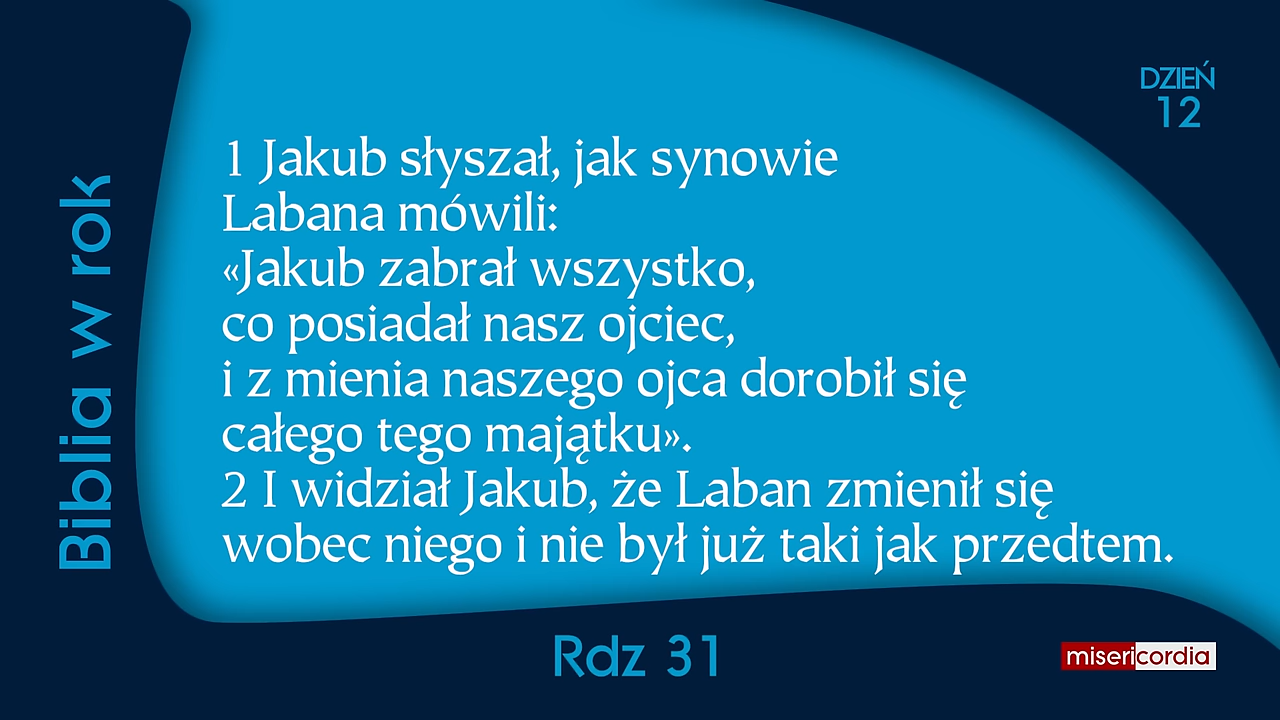 DZIEŃ
12
Biblia w rok
1 Jakub słyszał, jak synowie
Labana mówili:
«Jakub zabrał wszystko,
co posiadał nasz ojciec,
i z mienia naszego ojca dorobił się
całego tego majątku».
2 I widział Jakub, że Laban zmienił się
wobec niego i nie był już taki jak przedtem.
Rdz 31
misericordia